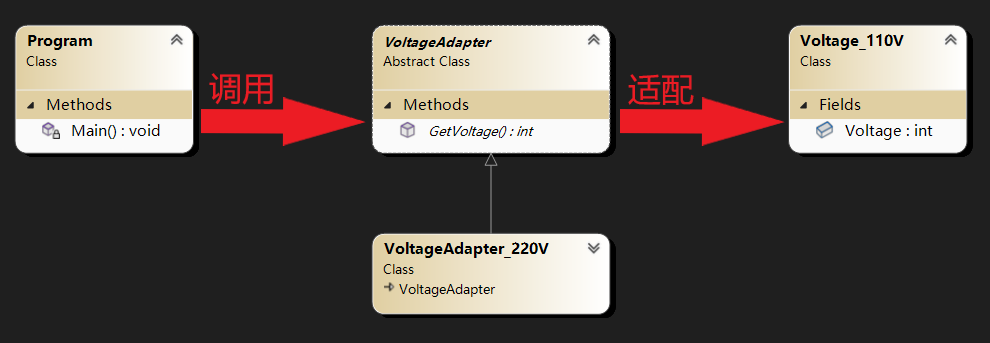 Program
Class
Methods
Main() : void
调用
VoltageAdapter
Abstract Class
Methods
GetVoltage() : int
适配
Voltage_110V
Class
Fields
Voltage : int
VoltageAdapter_220V
Class
VoltageAdapter